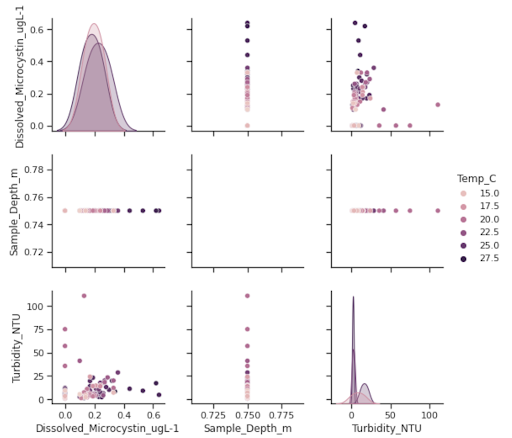 Dissolved_Microcystin_ugL-1
0.6
0.4
0.2
0.0
Sample_Depth_m
0.78
0.76
0.74
0.72
Temp_C
15.0
17.5
20.0
22.5
25.0
27.5
Turbidity_NTU
100
75
50
25
0
0.0 0.2 0.4 0.6
Dissolved_Microcystin_ugL-1
0.725 0.750 0.775
Sample_Depth_m
0 50 100
Turbidity_NTU